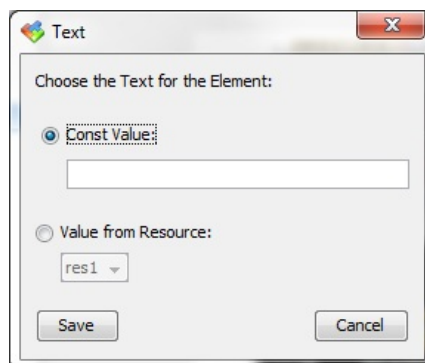 Text
Choose the Text for the Element:
Const Value:
Value from Resource:
res1
Save Cancel